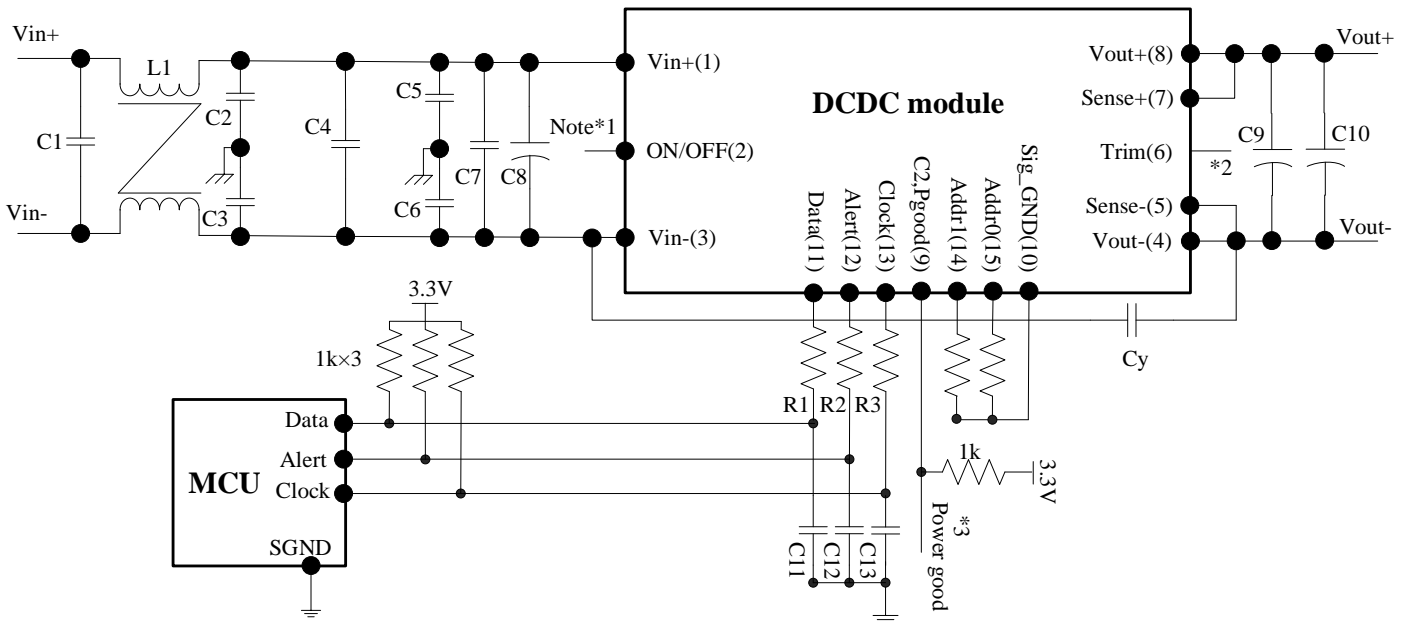 Vin+
L1
C1
C2
C3
Vin-
C4
C5
C6
C7
C8
Note*1
Vin+(1)
ON/OFF(2)
Vin-(3)
DCDC module
Vout+(8)
Sense+(7)
Trim(6)
Sense-(5)
Vout-(4)
*2
Vout+
C9
C10
Vout-
Data(11)
Alert(12)
Clock(13)
C2,Pgood(9)
Addr1(14)
Addr0(15)
Sig_GND(10)
Cy
3.3V
1k×3
R1
R2
R3
MCU
Data
Alert
Clock
SGND
C11
C12
C13
1k
3.3V
*3
Power good